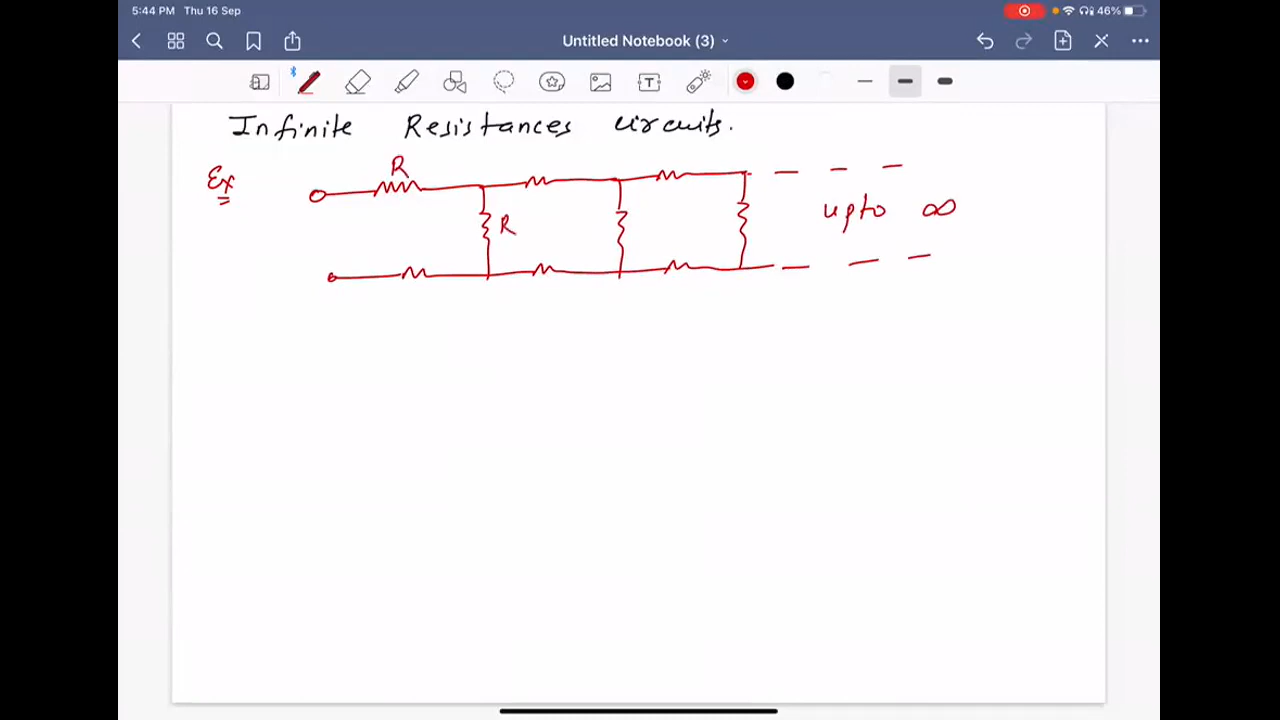 5:44 PM Thu 16 Sep
46%
Untitled Notebook (3)
Infinite Resistances circuits.
Ex
R
R
upto ∞